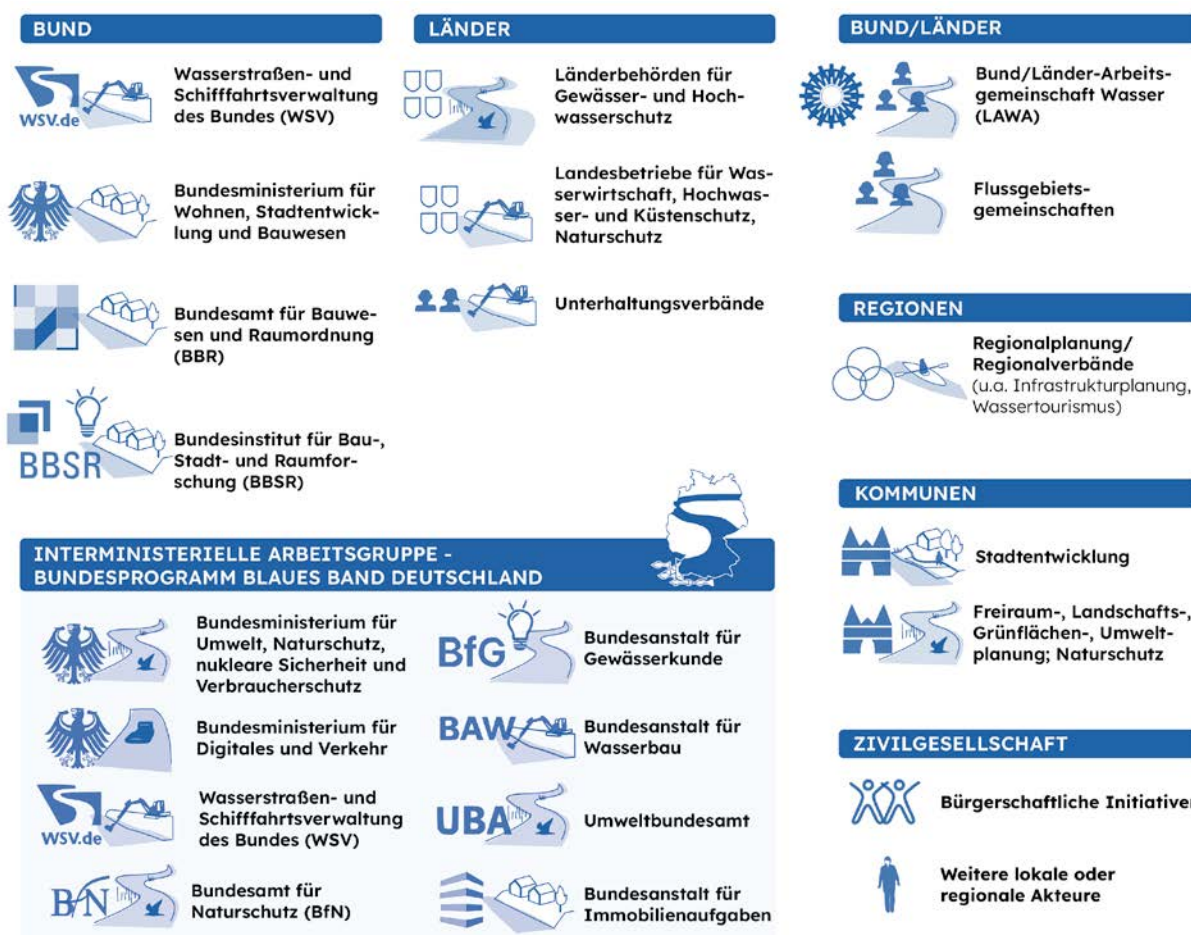 BUND
WSV.de
Wasserstraßen- und
Schifffahrtsverwaltung
des Bundes (WSV)
Bundesministerium für
Wohnen, Stadtentwick-
lung und Bauwesen
Bundesamt für Bauwe-
sen und Raumordnung
(BBR)
BBSR
Bundesinstitut für Bau-,
Stadt- und Raumfor-
schung (BBSR)
LÄNDER
Länderbehörden für
Gewässer- und Hoch-
wasserschutz
Landesbetriebe für Was-
serwirtschaft, Hochwas-
ser- und Küstenschutz,
Naturschutz
Unterhaltungsverbände
BUND/LÄNDER
Bund/Länder-Arbeits-
gemeinschaft Wasser
(LAWA)
Flussgebiets-
gemeinschaften
REGIONEN
Regionalplanung/
Regionalverbände
(u.a. Infrastrukturplanung,
Wassertourismus)
KOMMUNEN
Stadtentwicklung
Freiraum-, Landschafts-,
Grünflächen-, Umwelt-
planung; Naturschutz
ZIVILGESELLSCHAFT
Bürgerschaftliche Initiativen
Weitere lokale oder
regionale Akteure
INTERMINISTERIELLE ARBEITSGRUPPE -
BUNDESPROGRAMM BLAUES BAND DEUTSCHLAND
Bundesministerium für
Umwelt, Naturschutz,
nukleare Sicherheit und
Verbraucherschutz
Bundesministerium für
Digitales und Verkehr
WSV.de
Wasserstraßen- und
Schifffahrtsverwaltung
des Bundes (WSV)
BfN
Bundesamt für
Naturschutz (BfN)
BfG
Bundesanstalt für
Gewässerkunde
BAW
Bundesanstalt für
Wasserbau
UBA
Umweltbundesamt
Bundesanstalt für
Immobilienaufgaben